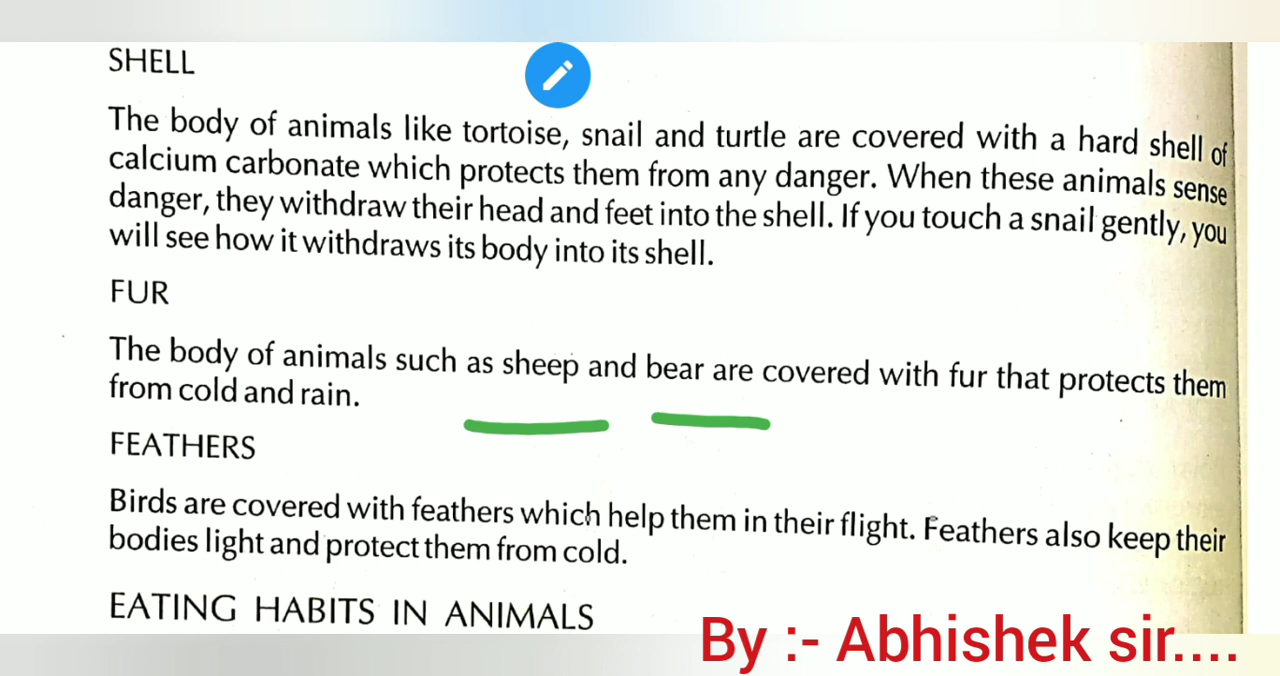 SHELL
The body of animals like tortoise, snail and turtle are covered with a hard shell of
calcium carbonate which protects them from any danger. When these animals sense
danger, they withdraw their head and feet into the shell. If you touch a snail gently, you
will see how it withdraws its body into its shell.
FUR
The body of animals such as sheep and bear are covered with fur that protects them
from cold and rain.
FEATHERS
Birds are covered with feathers which help them in their flight. Feathers also keep their
bodies light and protect them from cold.
EATING HABITS IN ANIMALS
By :- Abhishek sir....